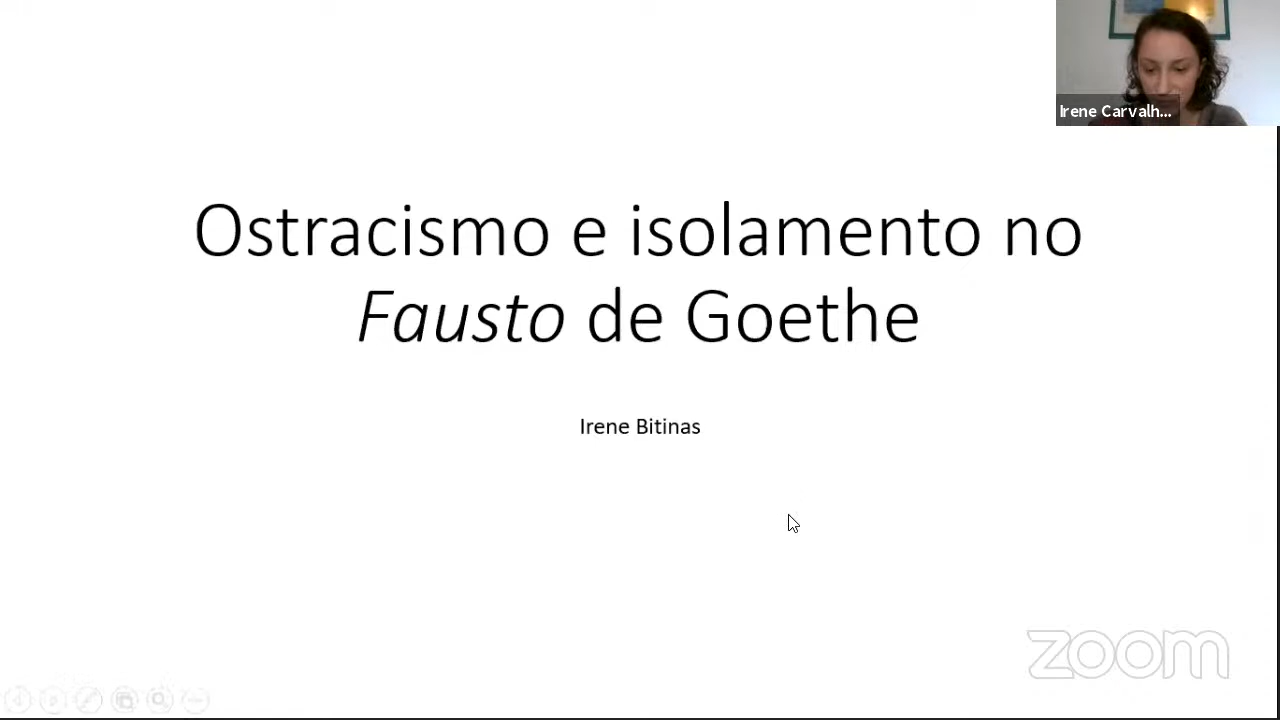 Irene Carvalh...
Ostracismo e isolamento no
Fausto de Goethe
Irene Bitinas
zoom